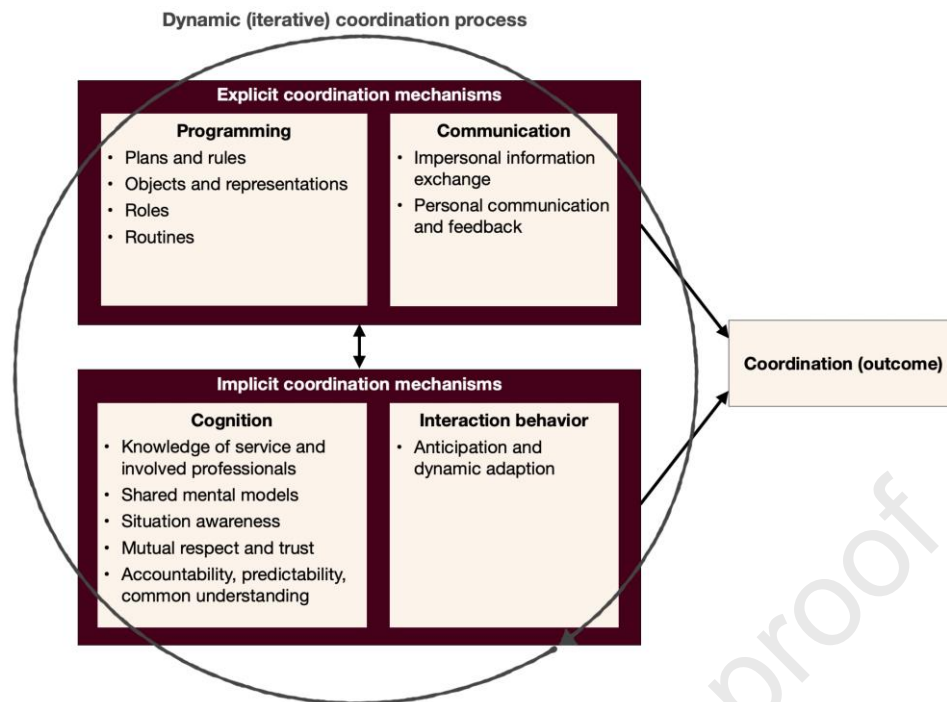 Dynamic (iterative) coordination process
Explicit coordination mechanisms
Programming
• Plans and rules
• Objects and representations
• Roles
• Routines
Communication
• Impersonal information
exchange
• Personal communication
and feedback
Coordination (outcome)
Implicit coordination mechanisms
Cognition
• Knowledge of service and
involved professionals
• Shared mental models
• Situation awareness
• Mutual respect and trust
• Accountability, predictability,
common understanding
Interaction behavior
• Anticipation and
dynamic adaption
proof